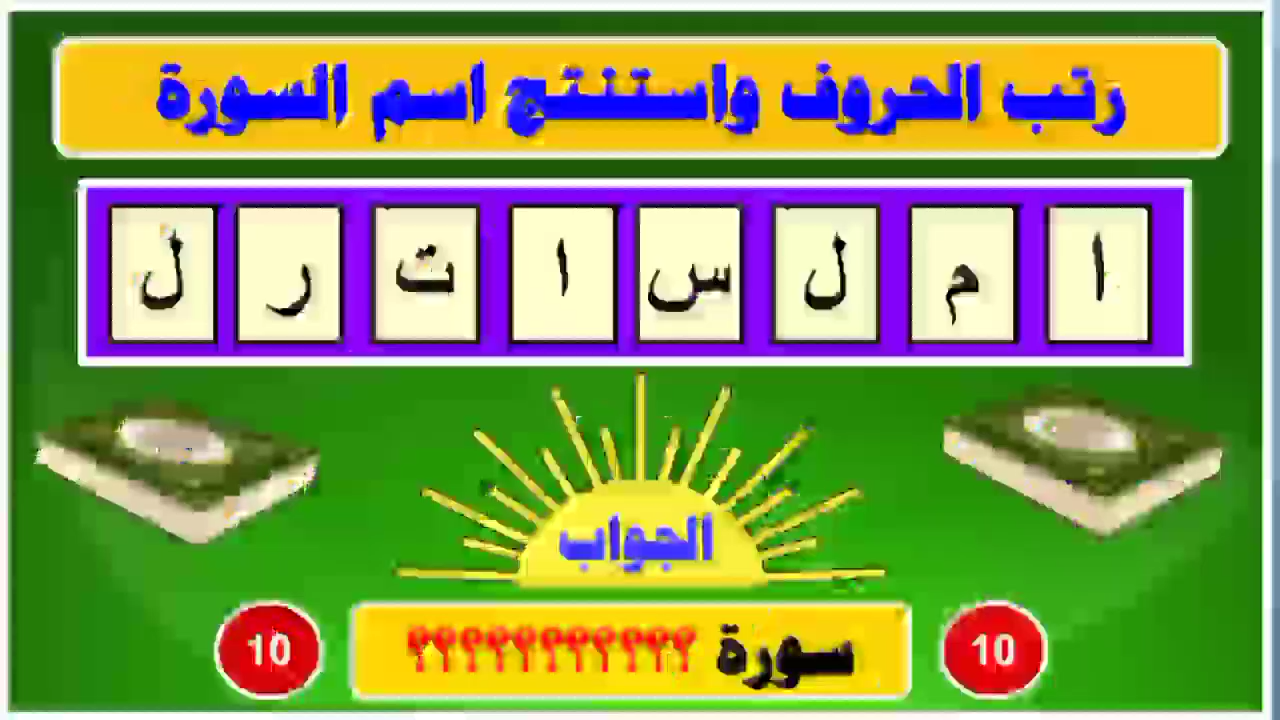 رتب الحروف واستنتج اسم السورة
ا م ل س ا ت ر ل
الجواب
10 سورة ؟؟؟؟؟؟؟؟؟؟؟ 10